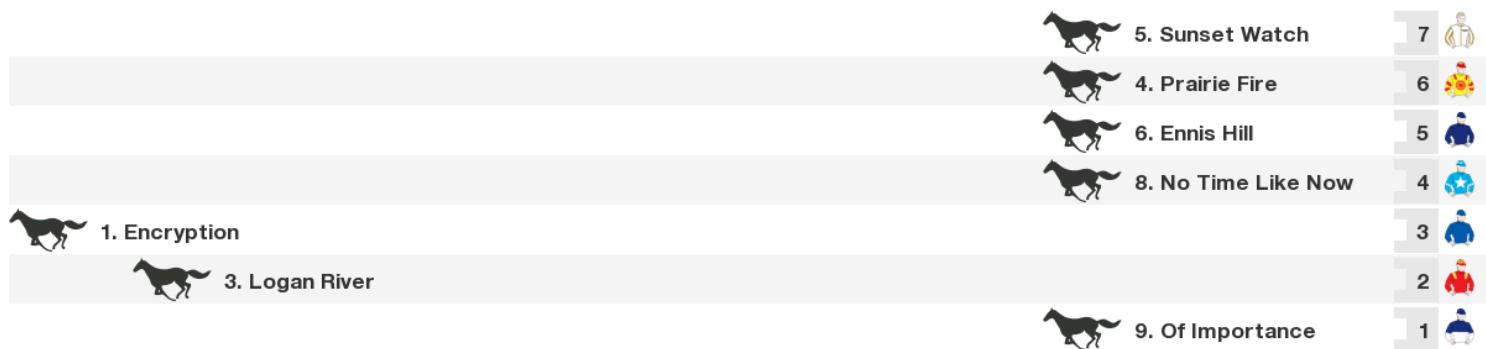 5. Sunset Watch 7
4. Prairie Fire 6
6. Ennis Hill 5
8. No Time Like Now 4
1. Encryption 3
3. Logan River 2
9. Of Importance 1